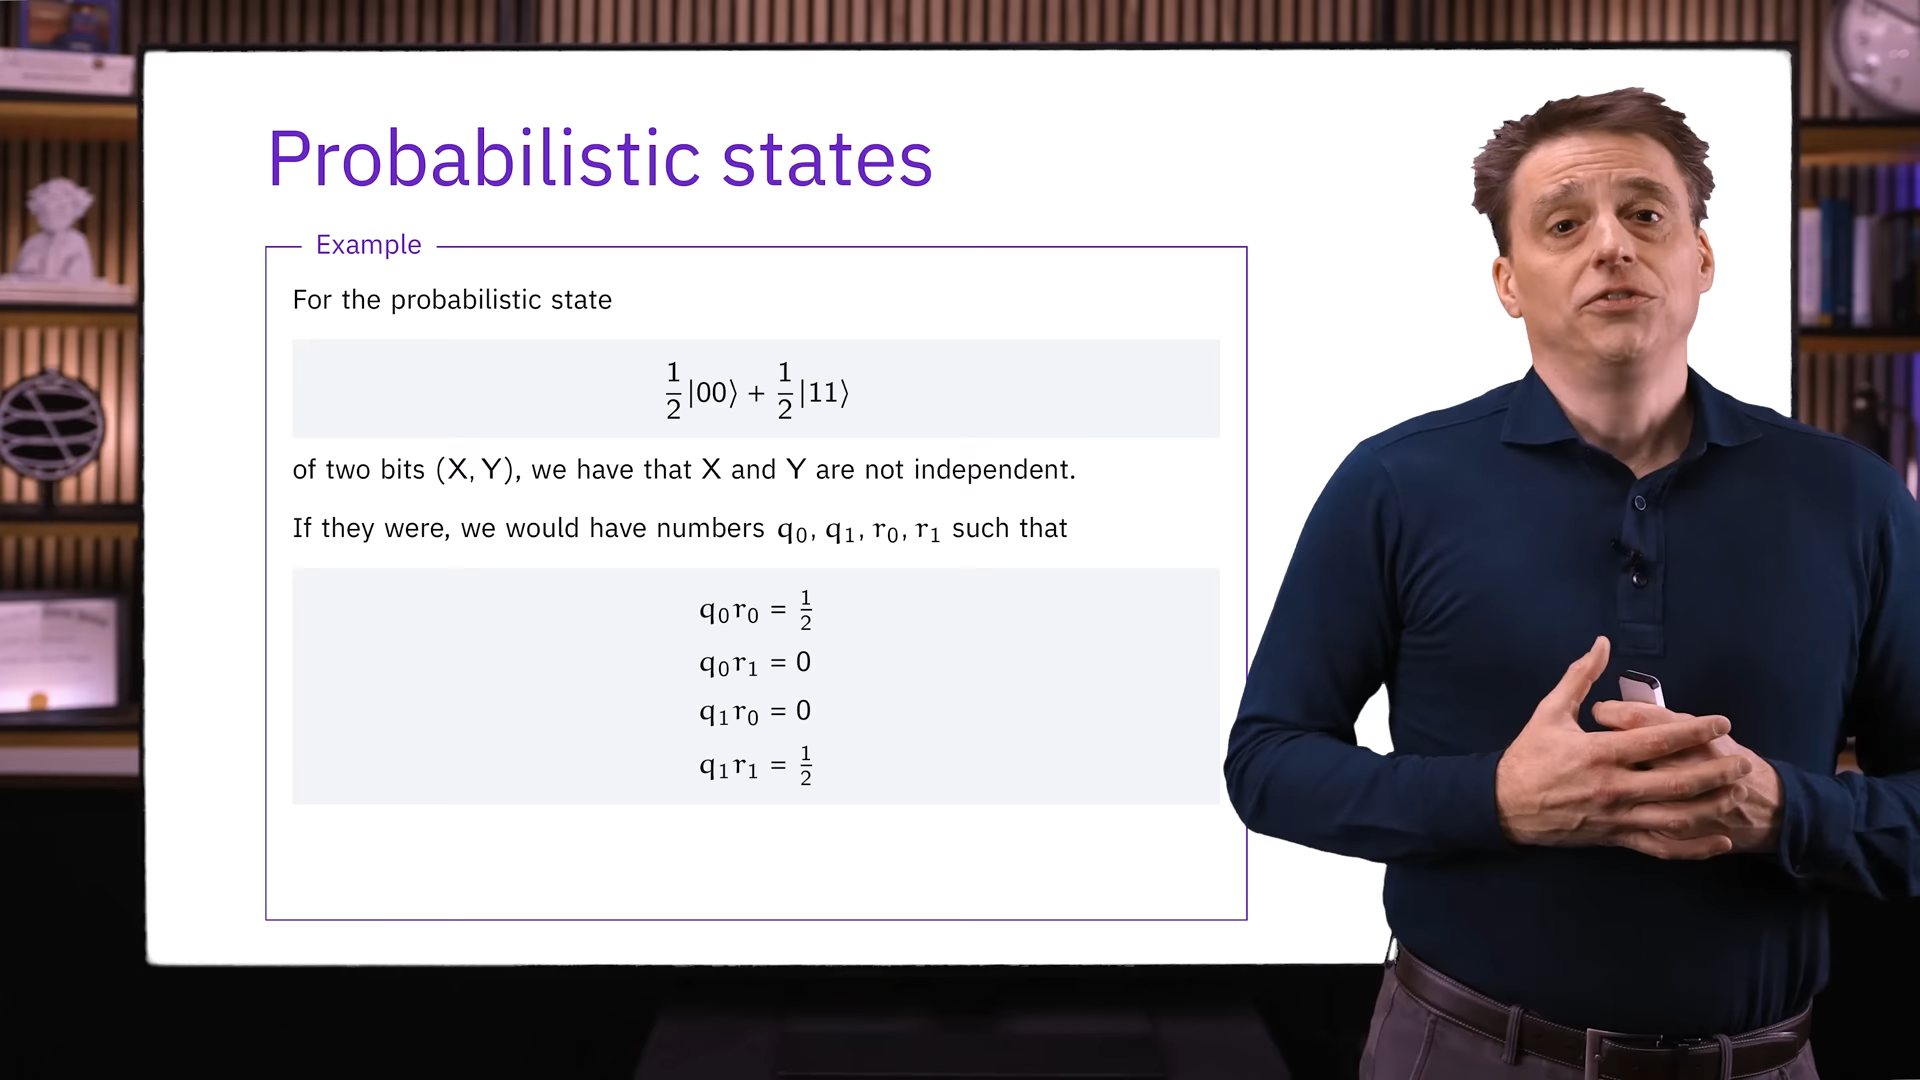 Probabilistic states
Example
For the probabilistic state
1/2|00⟩ + 1/2|11⟩
of two bits (X, Y), we have that X and Y are not independent.
If they were, we would have numbers q₀, q₁, r₀, r₁ such that
q₀r₀ = 1/2
q₀r₁ = 0
q₁r₀ = 0
q₁r₁ = 1/2